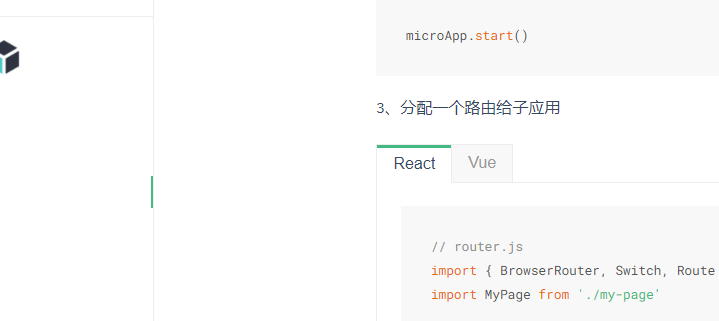 microApp.start()
3、分配一个路由给子应用
React Vue
// router.js
import { BrowserRouter, Switch, Route
import MyPage from './my-page'